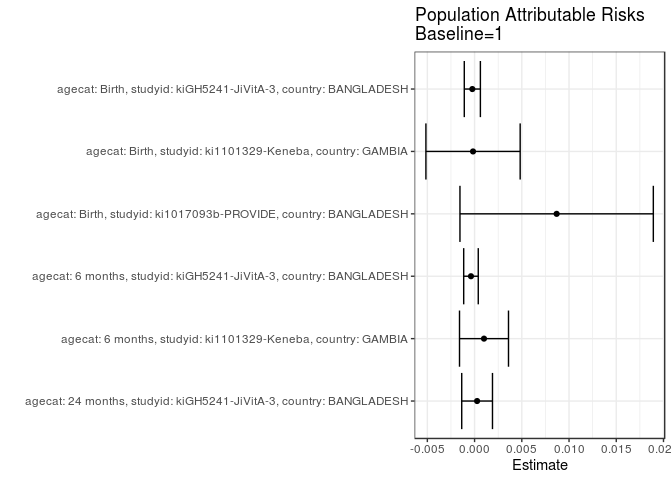 Population Attributable Risks
Baseline=1
agecat: Birth, studyid: kiGH5241-JiVitA-3, country: BANGLADESH
agecat: Birth, studyid: ki1101329-Keneba, country: GAMBIA
agecat: Birth, studyid: ki1017093b-PROVIDE, country: BANGLADESH
agecat: 6 months, studyid: kiGH5241-JiVitA-3, country: BANGLADESH
agecat: 6 months, studyid: ki1101329-Keneba, country: GAMBIA
agecat: 24 months, studyid: kiGH5241-JiVitA-3, country: BANGLADESH
-0.005 0.000 0.005 0.010 0.015 0.02
Estimate